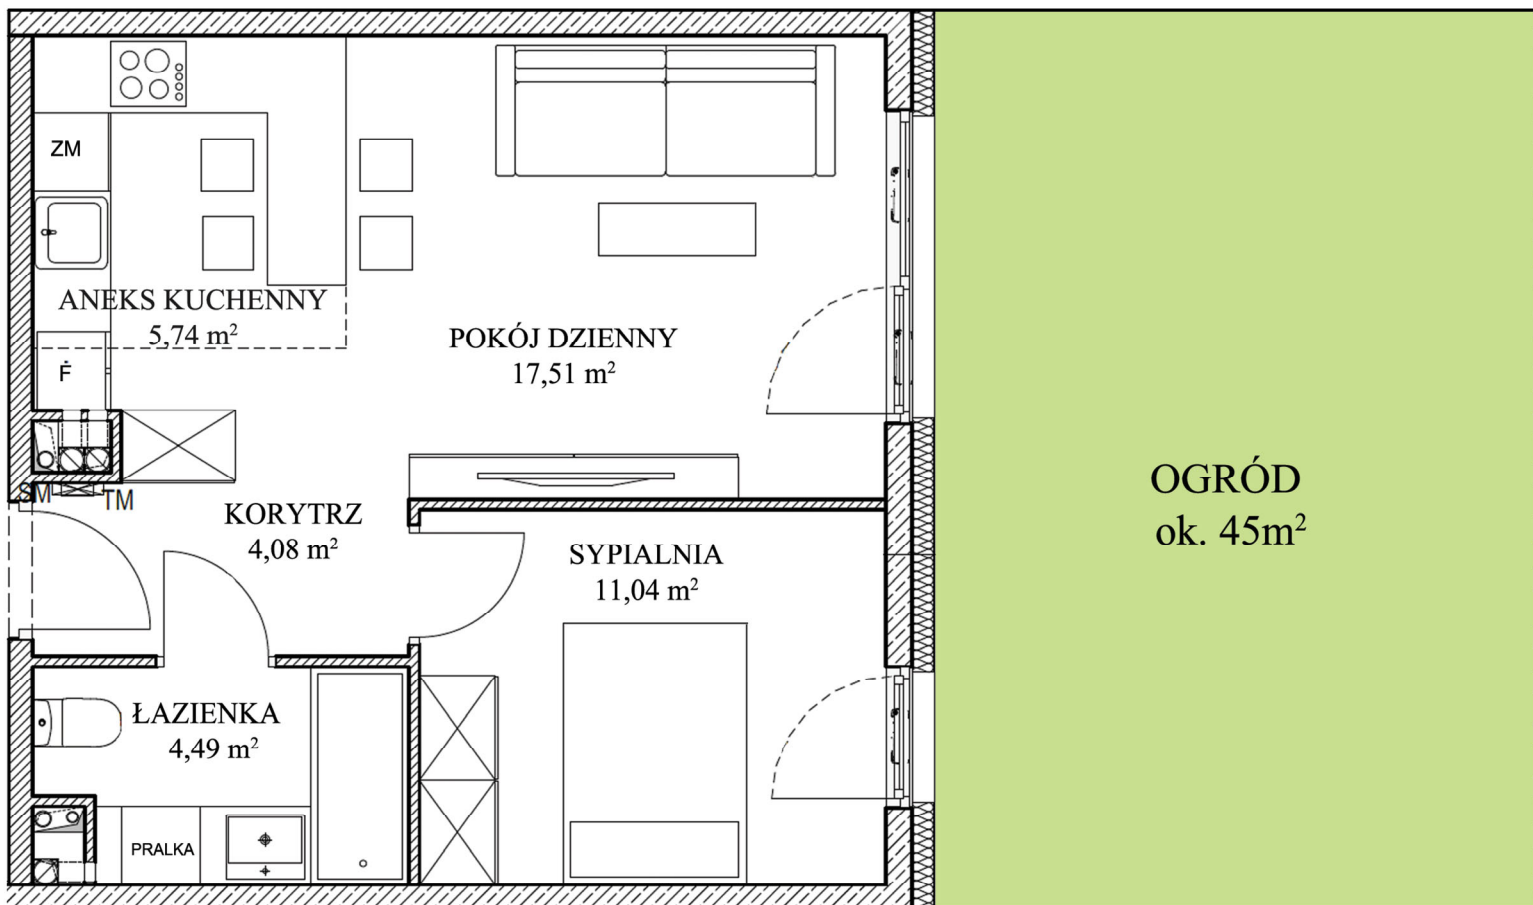 ZM
ANEKS KUCHENNY
5,74 m²
F
POKÓJ DZIENNY
17,51 m²
SM
TM
KORYTRZ
4,08 m²
SYPIALNIA
11,04 m²
ŁAZIENKA
4,49 m²
PRALKA
OGRÓD
ok. 45m²